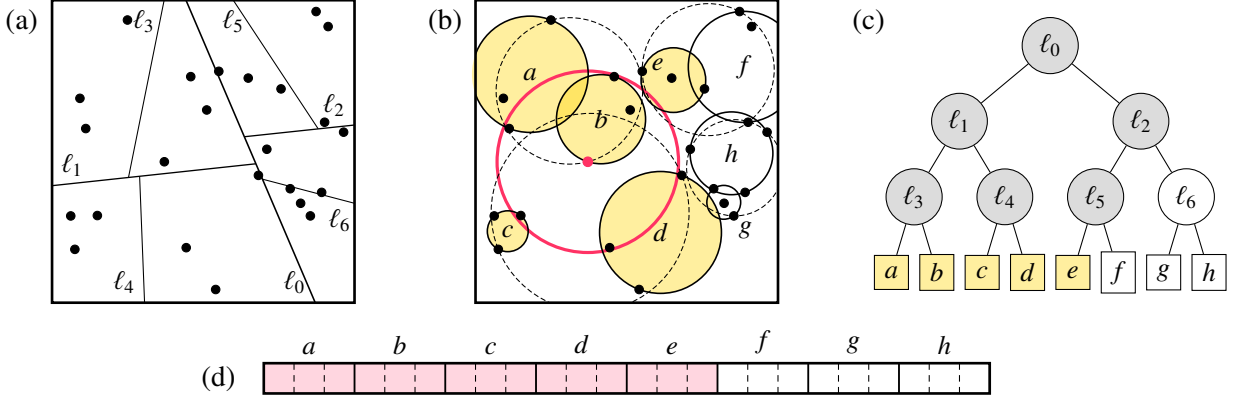 (a)
ℓ3
ℓ5
ℓ2
ℓ1
ℓ6
ℓ4
ℓ0
(b)
a
e
f
b
h
c
d
g
(c)
ℓ0
ℓ1 ℓ2
ℓ3 ℓ4 ℓ5 ℓ6
a b c d e f g h
a b c d e f g h
(d)